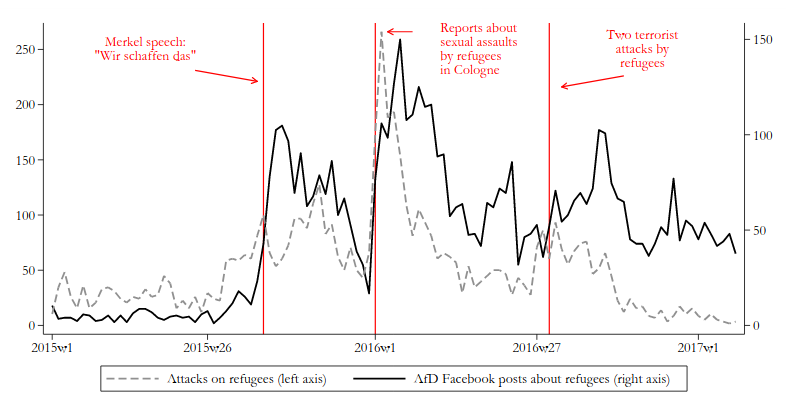 Merkel speech:
"Wir schaffen das"
Reports about
sexual assaults
by refugees
in Cologne
Two terrorist
attacks by
refugees
250
200
150
100
50
0
150
100
50
0
2015w1
2015w26
2016w1
2016w27
2017w1
Attacks on refugees (left axis)
AfD Facebook posts about refugees (right axis)